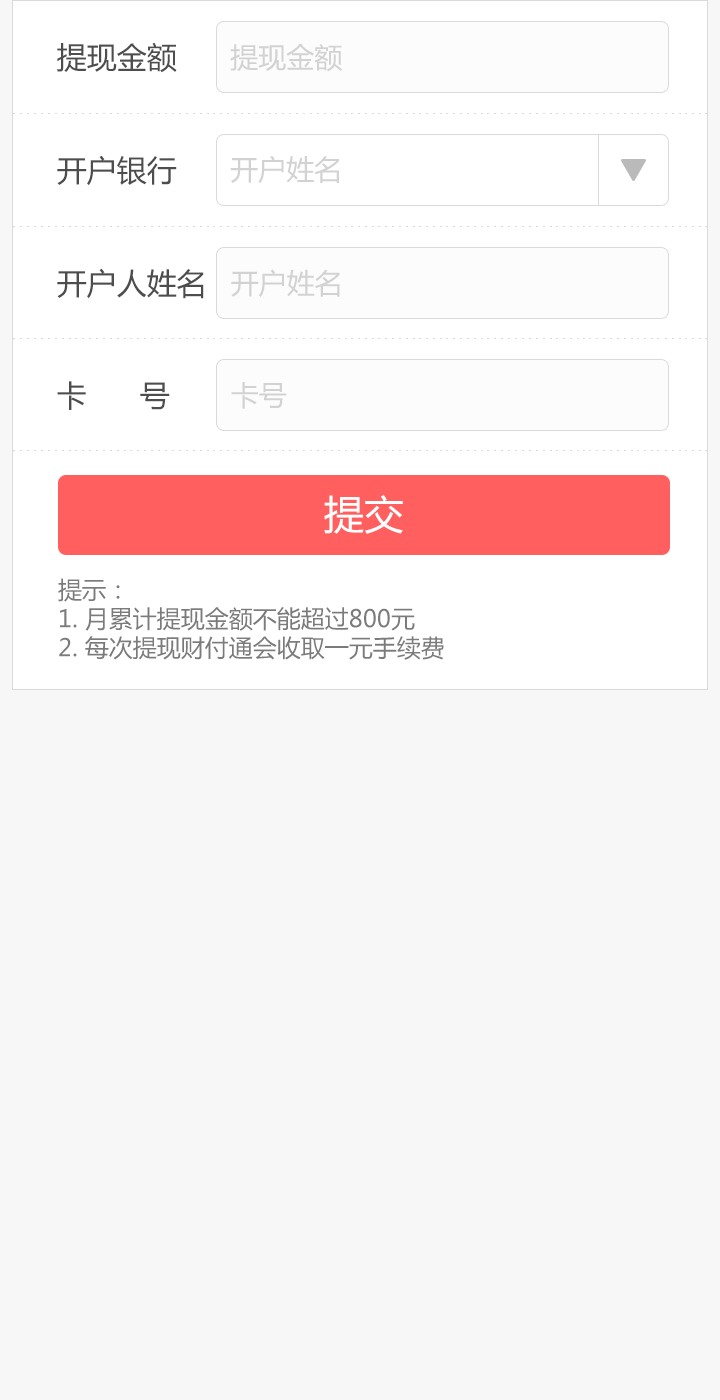 提现金额 提现金额
开户银行 开户姓名
开户人姓名 开户姓名
卡 号 卡号
提交
提示：
1. 月累计提现金额不能超过800元
2. 每次提现财付通会收取一元手续费